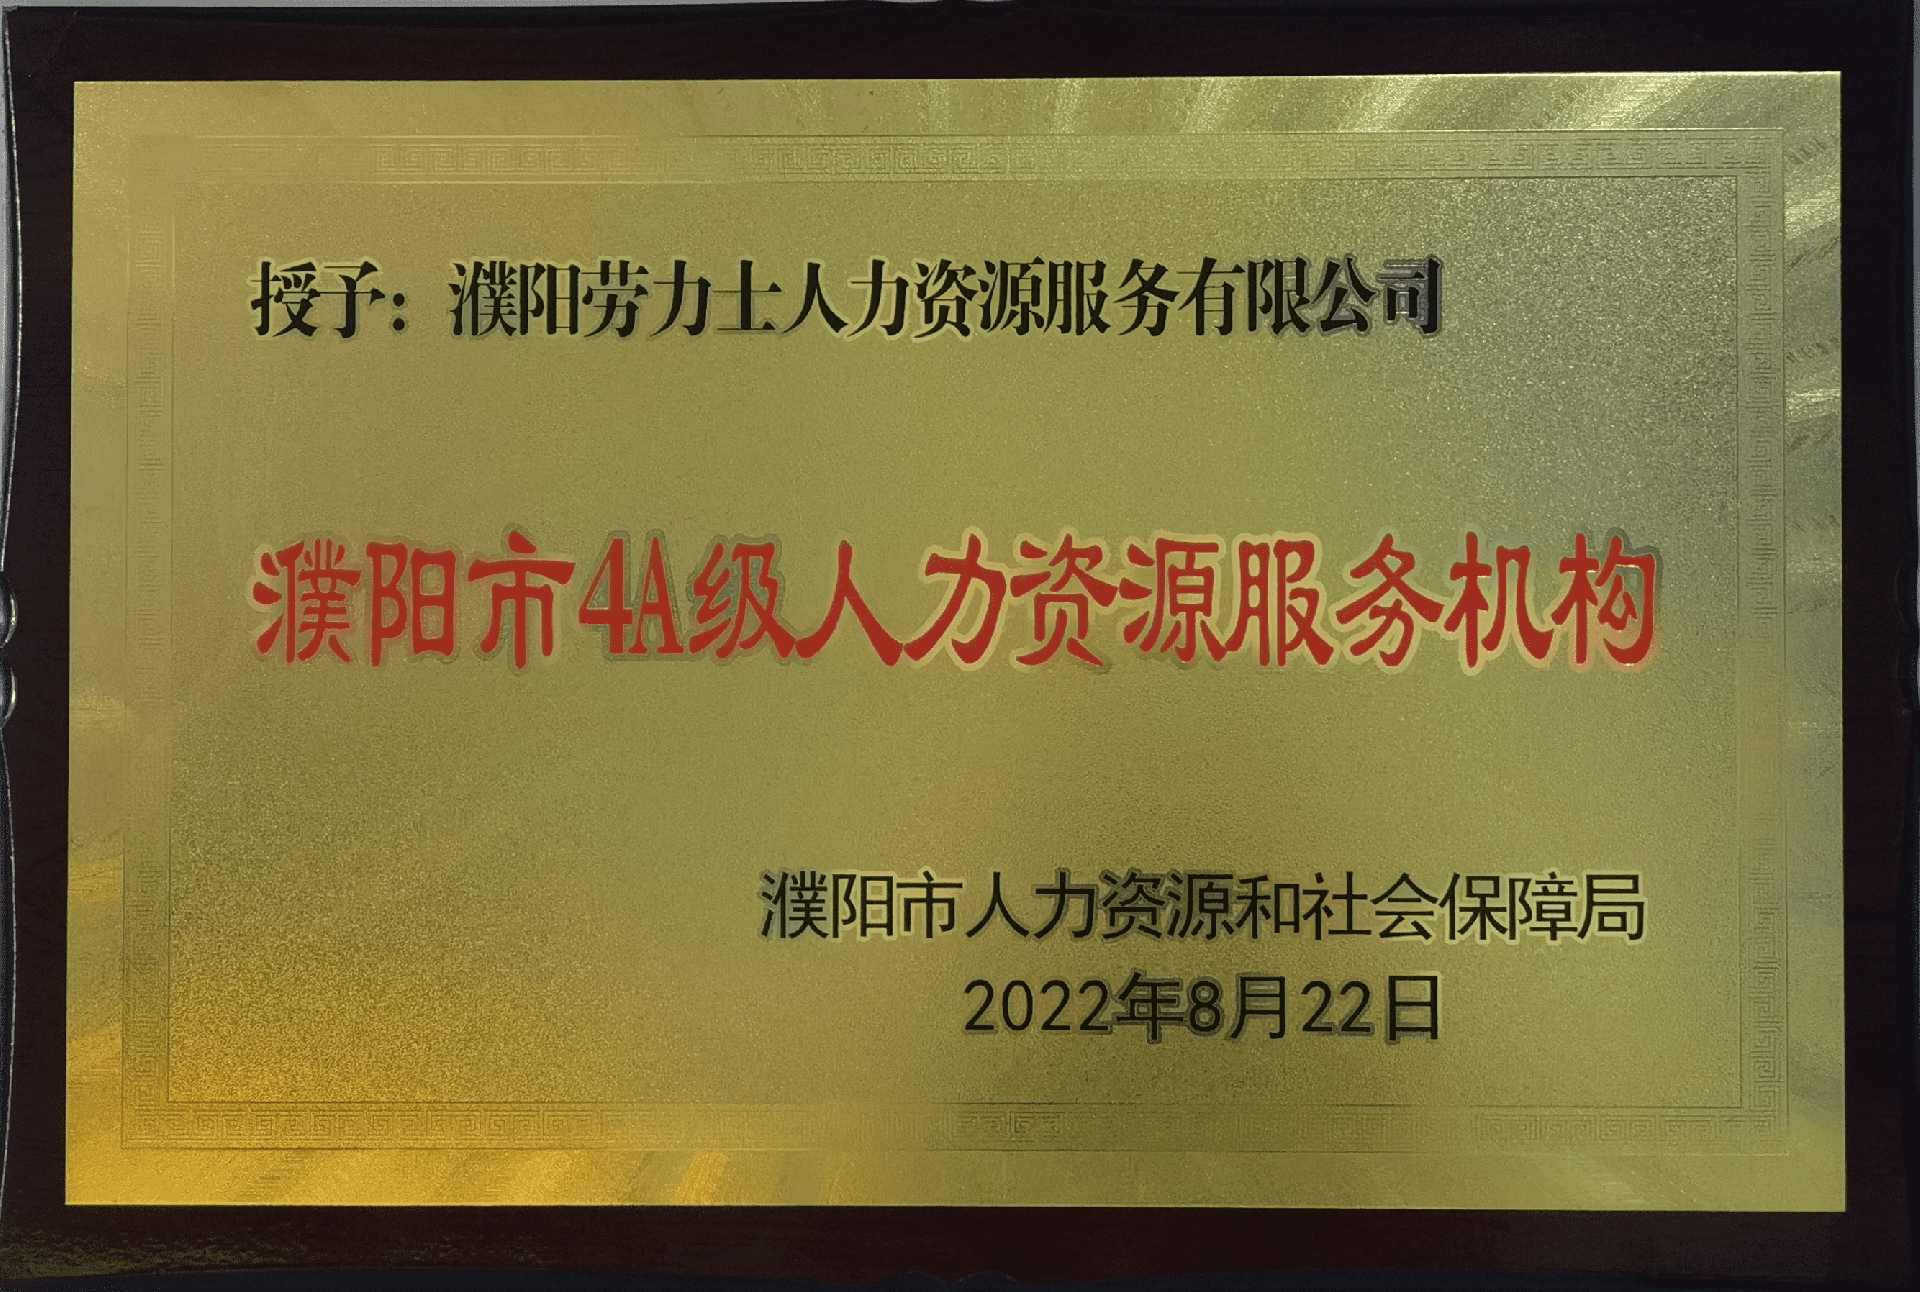 授予：濮阳劳力士人力资源服务有限公司
濮阳市4A级人力资源服务机构
濮阳市人力资源和社会保障局
2022年8月22日